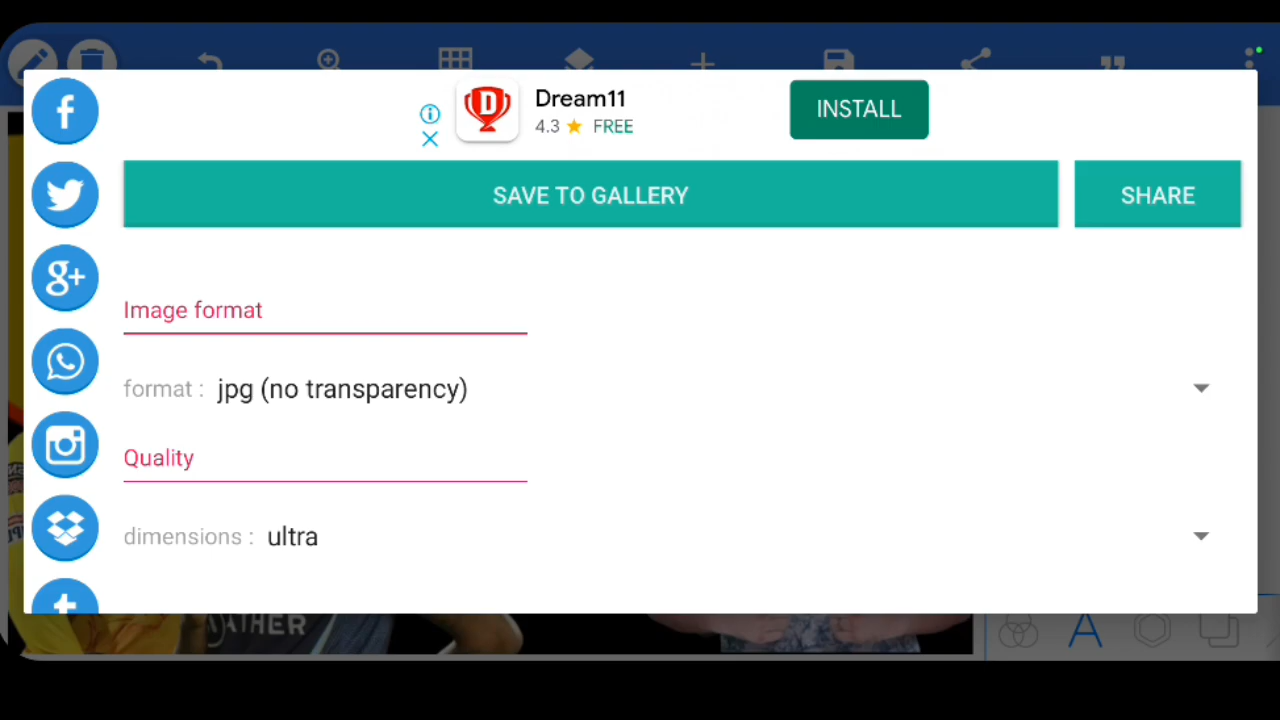 Dream11
4.3 ★ FREE
INSTALL
SAVE TO GALLERY
SHARE
Image format
format : jpg (no transparency)
Quality
dimensions : ultra